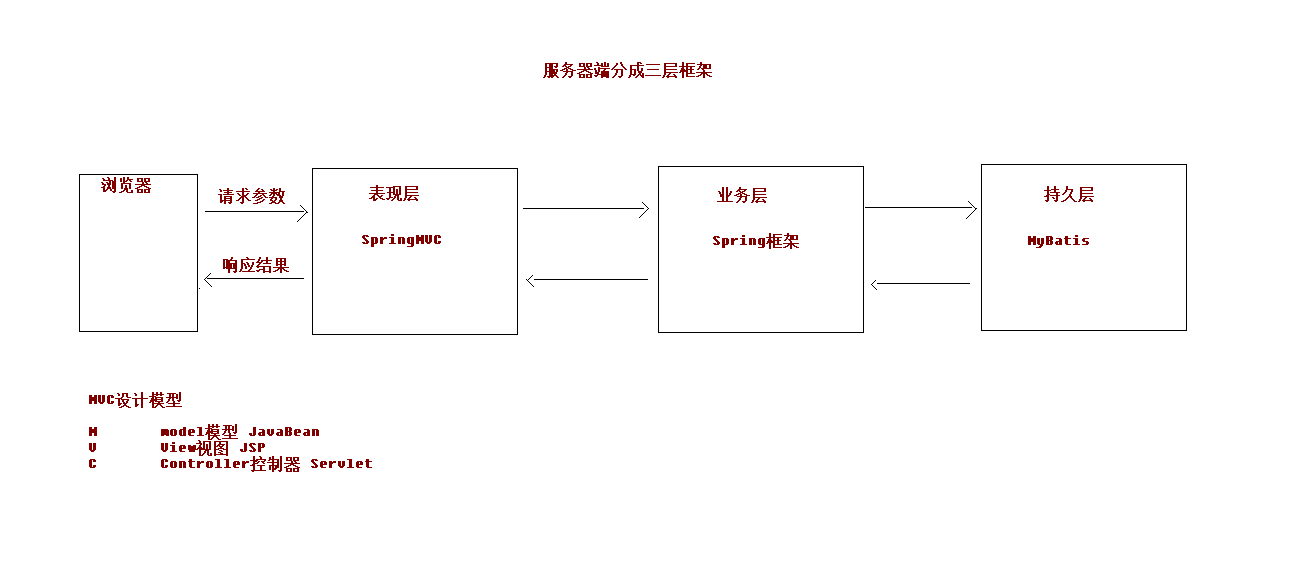 服务器端分成三层框架
浏览器
请求参数
响应结果
表现层
SpringMVC
业务层
Spring框架
持久层
MyBatis
MVC设计模型
M model模型 JavaBean
V View视图 JSP
C Controller控制器 Servlet